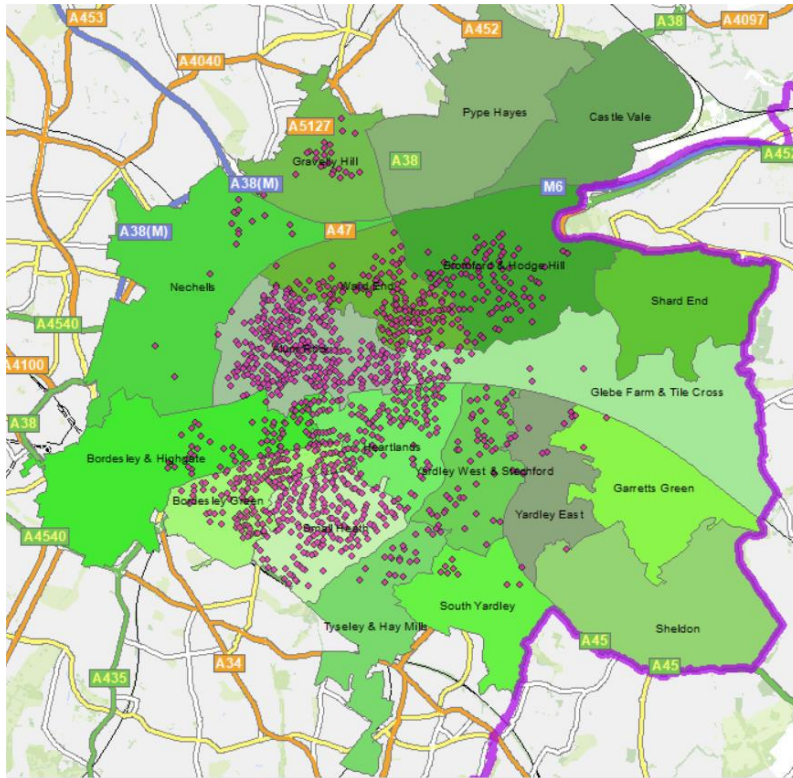 A453
A452
A38
A4097
A4040
Pype Hayes
Castle Vale
A5127
Gravelly Hill
A38
A38(M)
M6
A47
A38(M)
Bromford & Hodge Hill
Ward End
Nechells
Shard End
A4540
Alum Rock
A4100
Glebe Farm & Tile Cross
A38
Heartlands
Bordesley & Highgate
Yardley West & Stechford
Garretts Green
Bordesley Green
Yardley East
Small Heath
A4540
South Yardley
Tyseley & Hay Mills
Sheldon
A45
A34
A45
A435